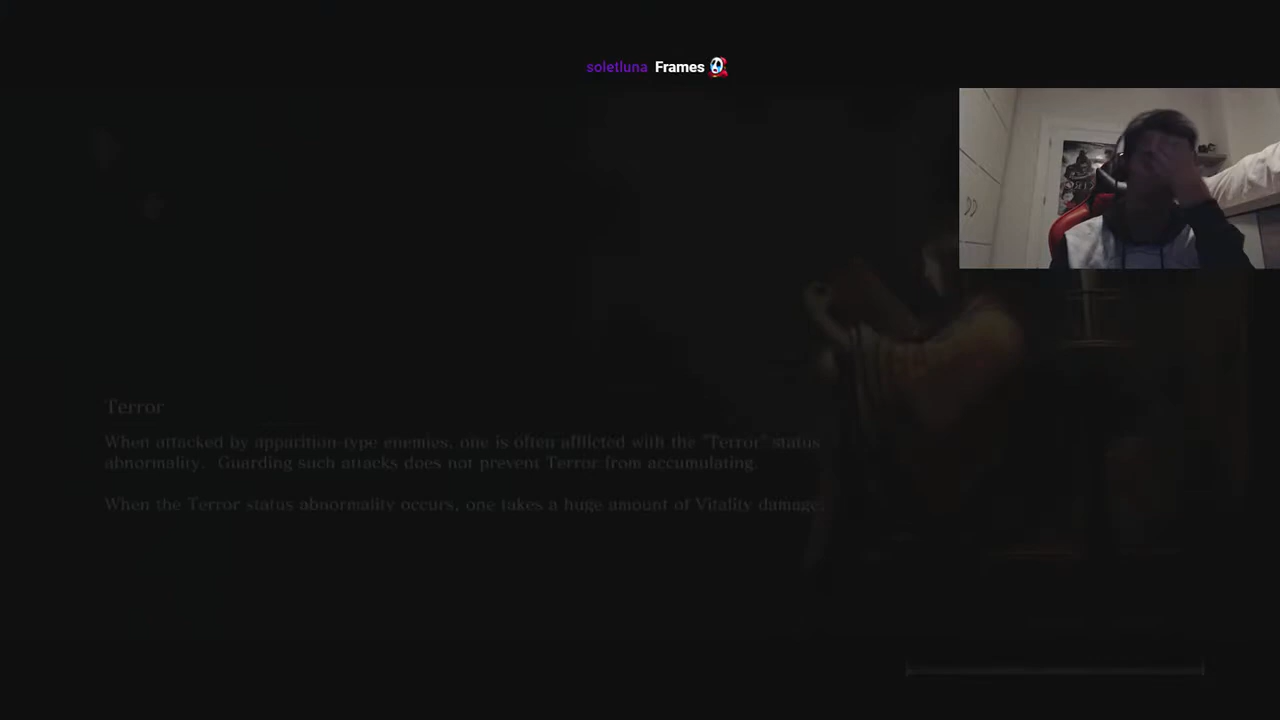 soletluna Frames
Terror
When attacked by apparition-type enemies, one is often afflicted with the "Terror" status
abnormality. Guarding such attacks does not prevent Terror from accumulating.
When the Terror status abnormality occurs, one takes a huge amount of Vitality damage.